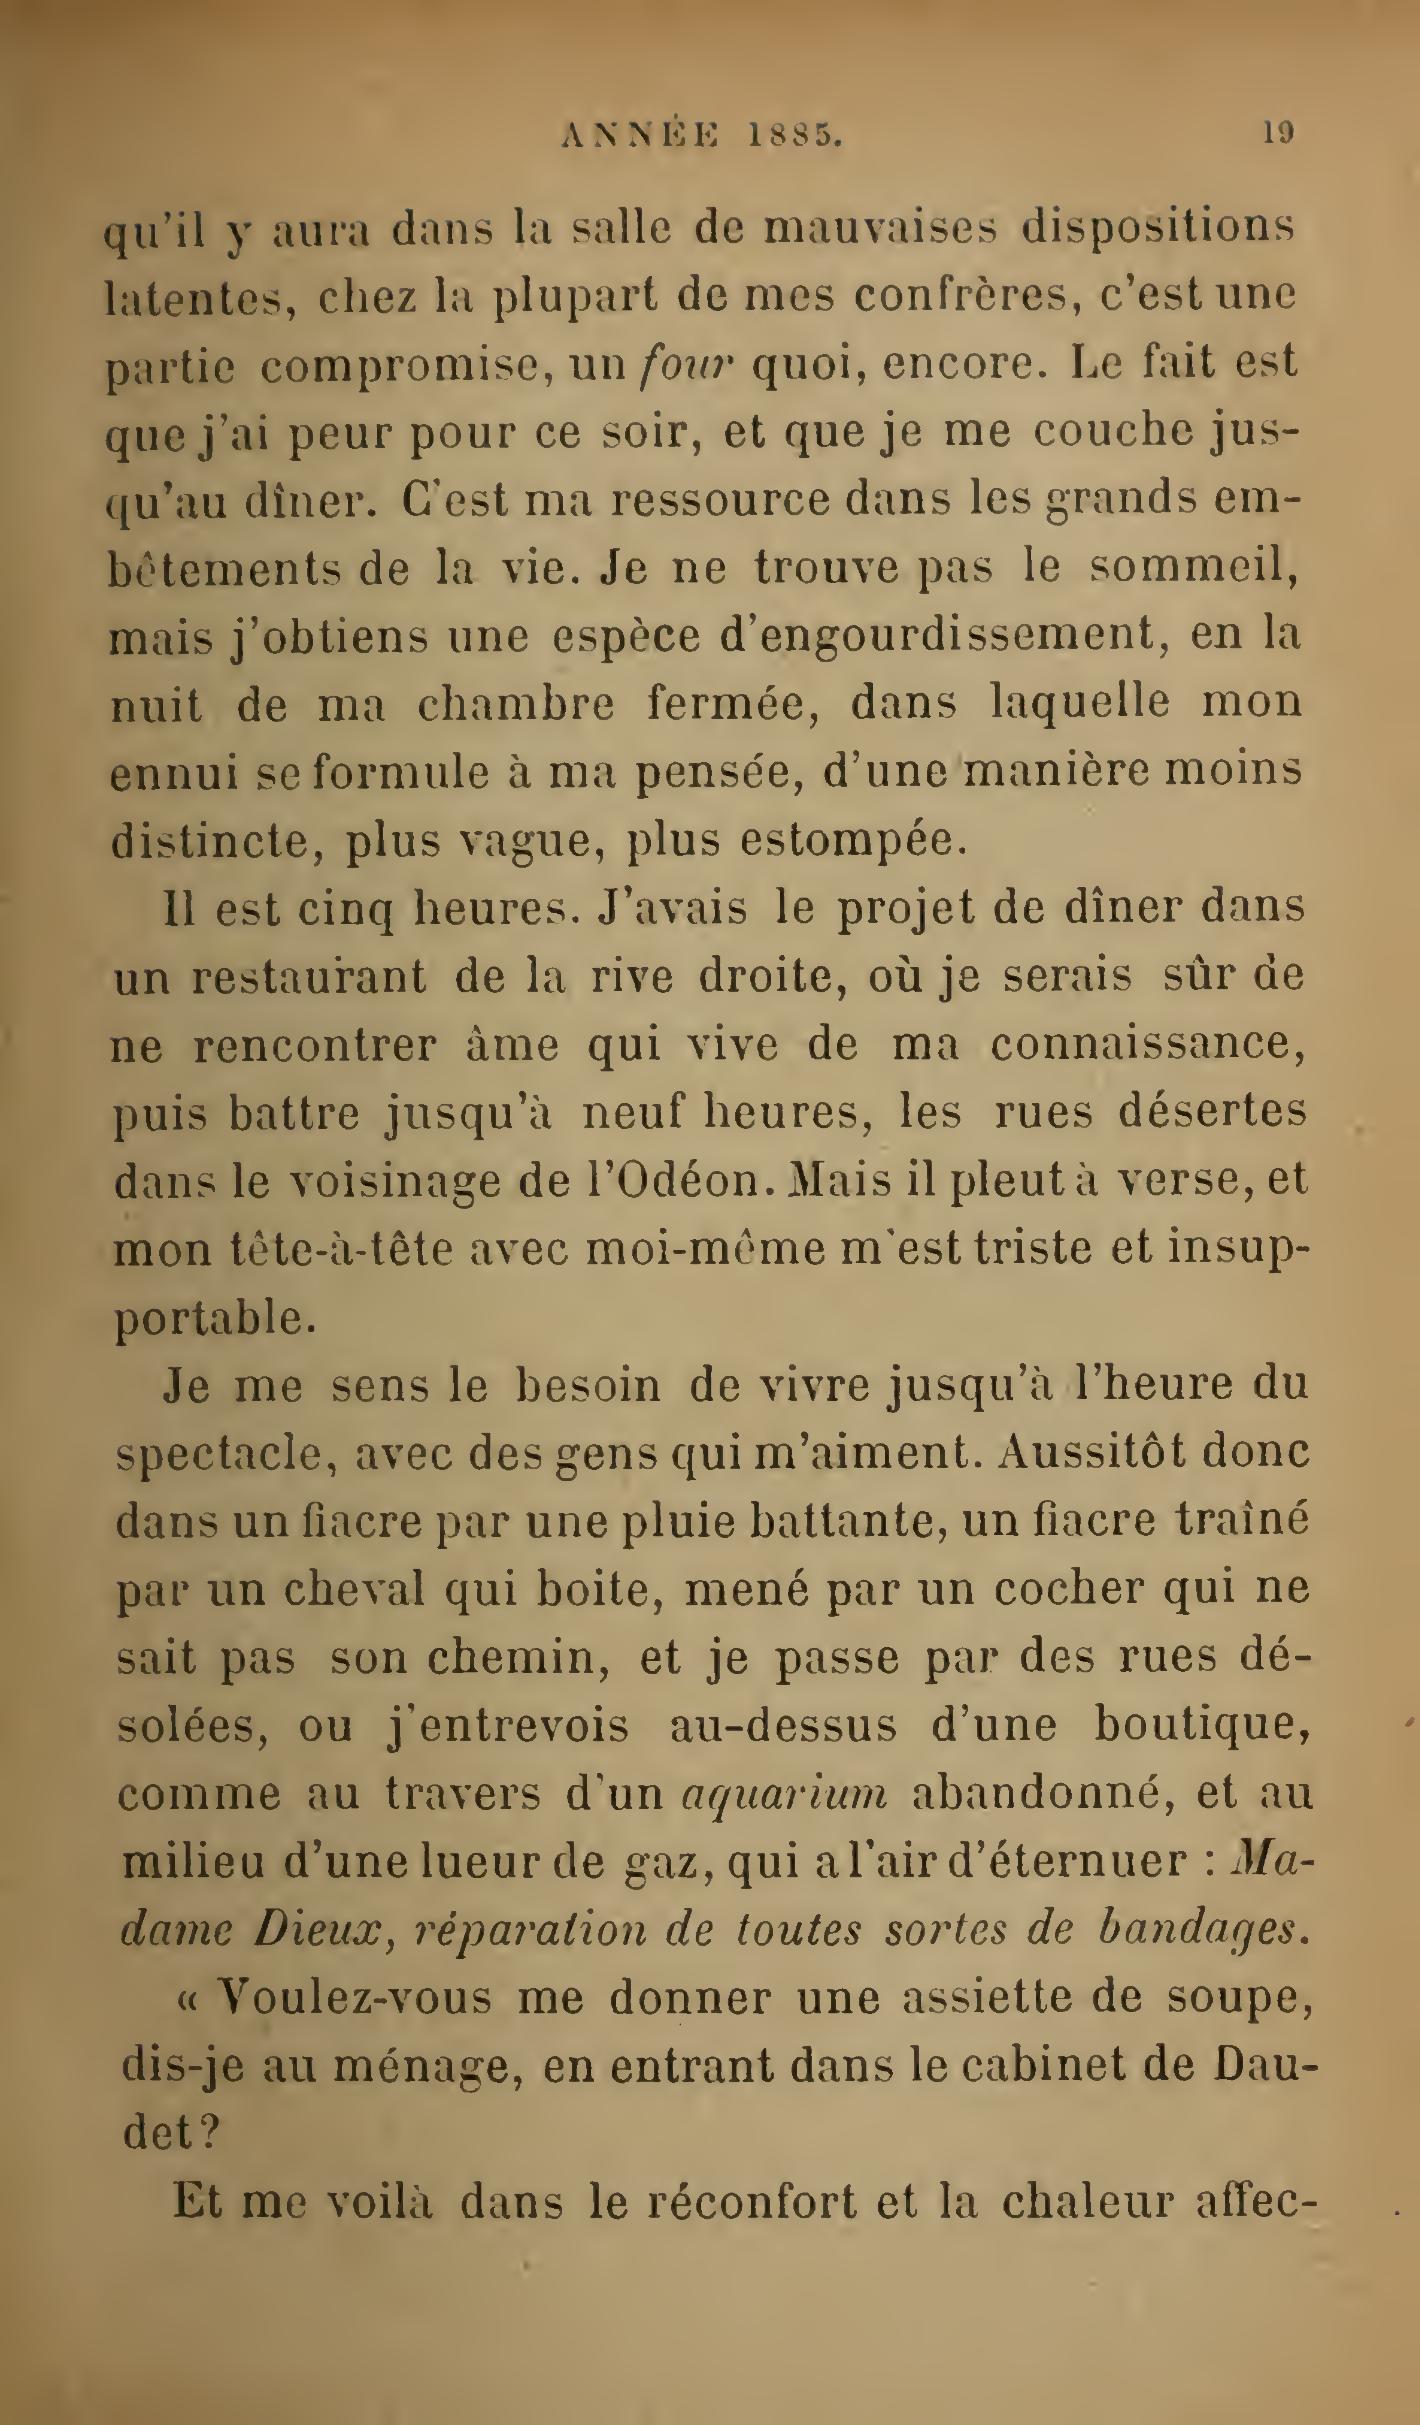 ANNÉE 1885. 19
qu'il y aura dans la salle de mauvaises dispositions
latentes, chez la plupart de mes confrères, c'est une
partie compromise, un four quoi, encore. Le fait est
que j'ai peur pour ce soir, et que je me couche jus-
qu'au dîner. C'est ma ressource dans les grands em-
bêtements de la vie. Je ne trouve pas le sommeil,
mais j'obtiens une espèce d'engourdissement, en la
nuit de ma chambre fermée, dans laquelle mon
ennui se formule à ma pensée, d'une manière moins
distincte, plus vague, plus estompée.
Il est cinq heures. J'avais le projet de dîner dans
un restaurant de la rive droite, où je serais sûr de
ne rencontrer âme qui vive de ma connaissance,
puis battre jusqu'à neuf heures, les rues désertes
dans le voisinage de l'Odéon. Mais il pleut à verse, et
mon tête-à-tête avec moi-même m'est triste et insup-
portable.
Je me sens le besoin de vivre jusqu'à l'heure du
spectacle, avec des gens qui m'aiment. Aussitôt donc
dans un fiacre par une pluie battante, un fiacre traîné
par un cheval qui boite, mené par un cocher qui ne
sait pas son chemin, et je passe par des rues dé-
solées, ou j'entrevois au-dessus d'une boutique,
comme au travers d'un aquarium abandonné, et au
milieu d'une lueur de gaz, qui a l'air d'éternuer : Ma-
dame Dieux, réparation de toutes sortes de bandages.
« Voulez-vous me donner une assiette de soupe,
dis-je au ménage, en entrant dans le cabinet de Dau-
det?
Et me voilà dans le réconfort et la chaleur affec-